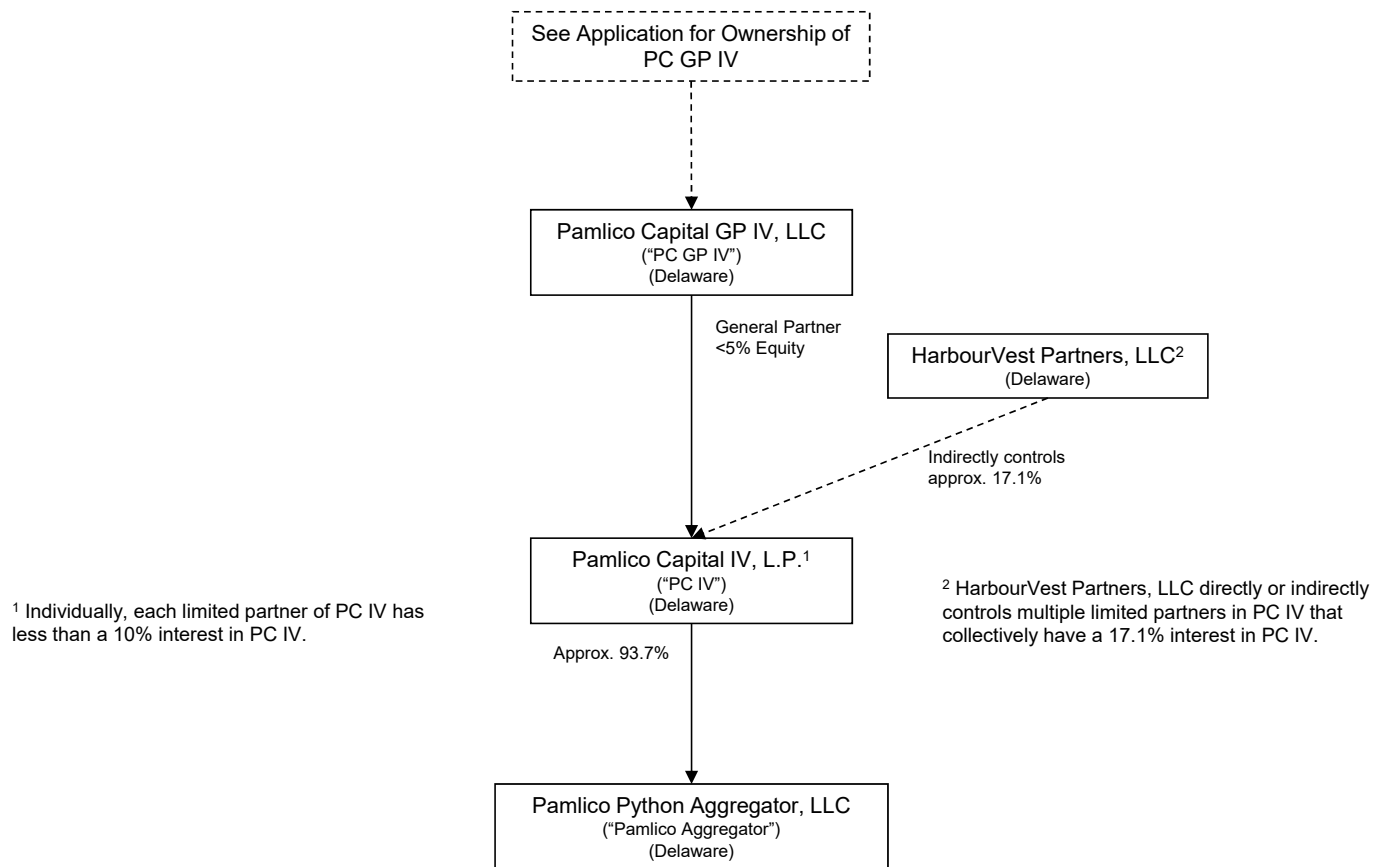 See Application for Ownership of
PC GP IV
Pamlico Capital GP IV, LLC
(“PC GP IV”)
(Delaware)
General Partner
<5% Equity
HarbourVest Partners, LLC²
(Delaware)
Indirectly controls
approx. 17.1%
Pamlico Capital IV, L.P.¹
(“PC IV”)
(Delaware)
¹ Individually, each limited partner of PC IV has
less than a 10% interest in PC IV.
² HarbourVest Partners, LLC directly or indirectly
controls multiple limited partners in PC IV that
collectively have a 17.1% interest in PC IV.
Approx. 93.7%
Pamlico Python Aggregator, LLC
(“Pamlico Aggregator”)
(Delaware)